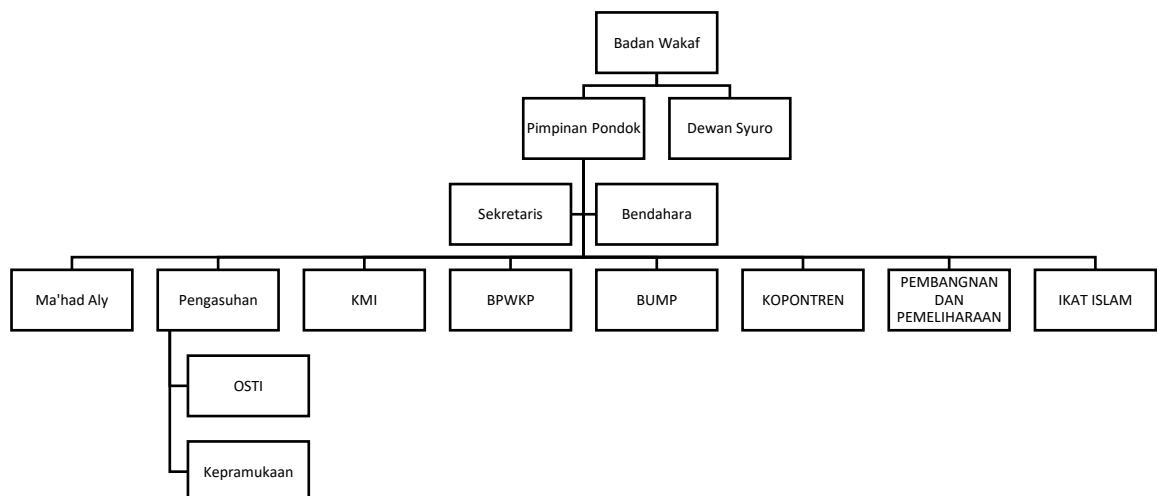 Badan Wakaf
Pimpinan Pondok
Dewan Syuro
Sekretaris
Bendahara
Ma'had Aly
Pengasuhan
KMI
BPWKP
BUMP
KOPONTREN
PEMBANGNAN
DAN
PEMELIHARAAN
IKAT ISLAM
OSTI
Kepramukaan